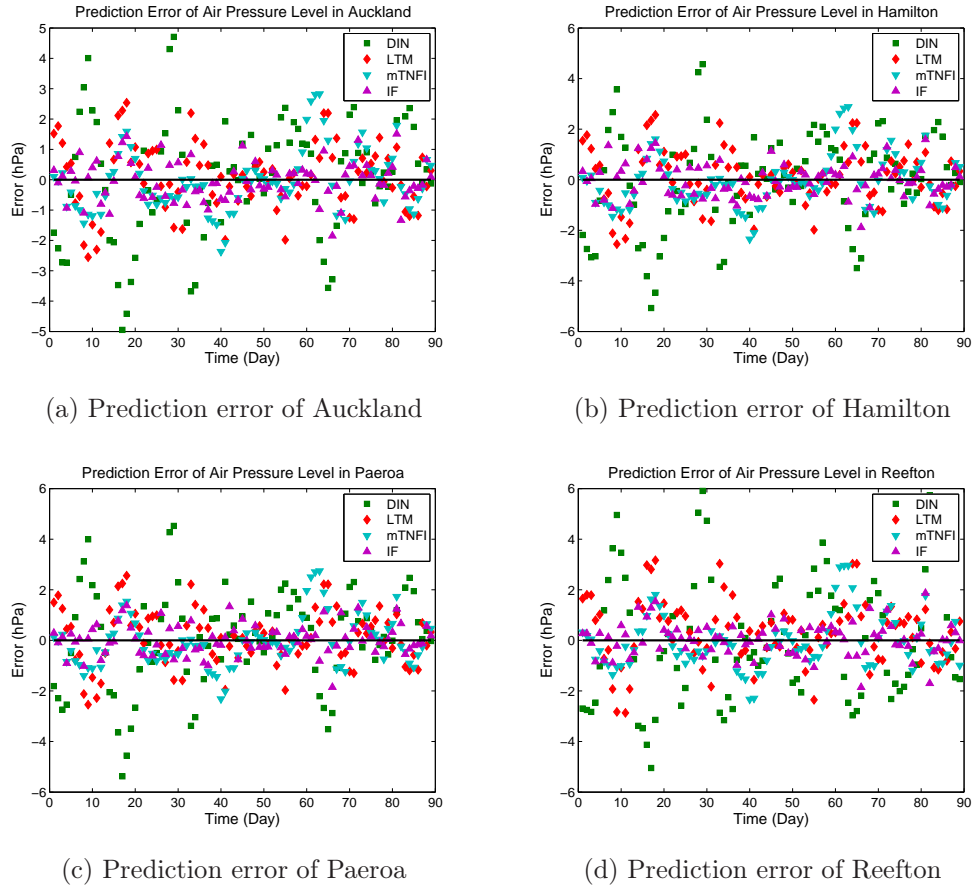 Prediction Error of Air Pressure Level in Auckland
5
4
3
2
1
0
−1
−2
−3
−4
−5
Error (hPa)
DIN
LTM
mTNFI
IF
0 10 20 30 40 50 60 70 80 90
Time (Day)
(a) Prediction error of Auckland
Prediction Error of Air Pressure Level in Hamilton
6
4
2
0
−2
−4
−6
Error (hPa)
DIN
LTM
mTNFI
IF
0 10 20 30 40 50 60 70 80 90
Time (Day)
(b) Prediction error of Hamilton
Prediction Error of Air Pressure Level in Paeroa
6
4
2
0
−2
−4
−6
Error (hPa)
DIN
LTM
mTNFI
IF
0 10 20 30 40 50 60 70 80 90
Time (Day)
(c) Prediction error of Paeroa
Prediction Error of Air Pressure Level in Reefton
6
4
2
0
−2
−4
−6
Error (hPa)
DIN
LTM
mTNFI
IF
0 10 20 30 40 50 60 70 80 90
Time (Day)
(d) Prediction error of Reefton